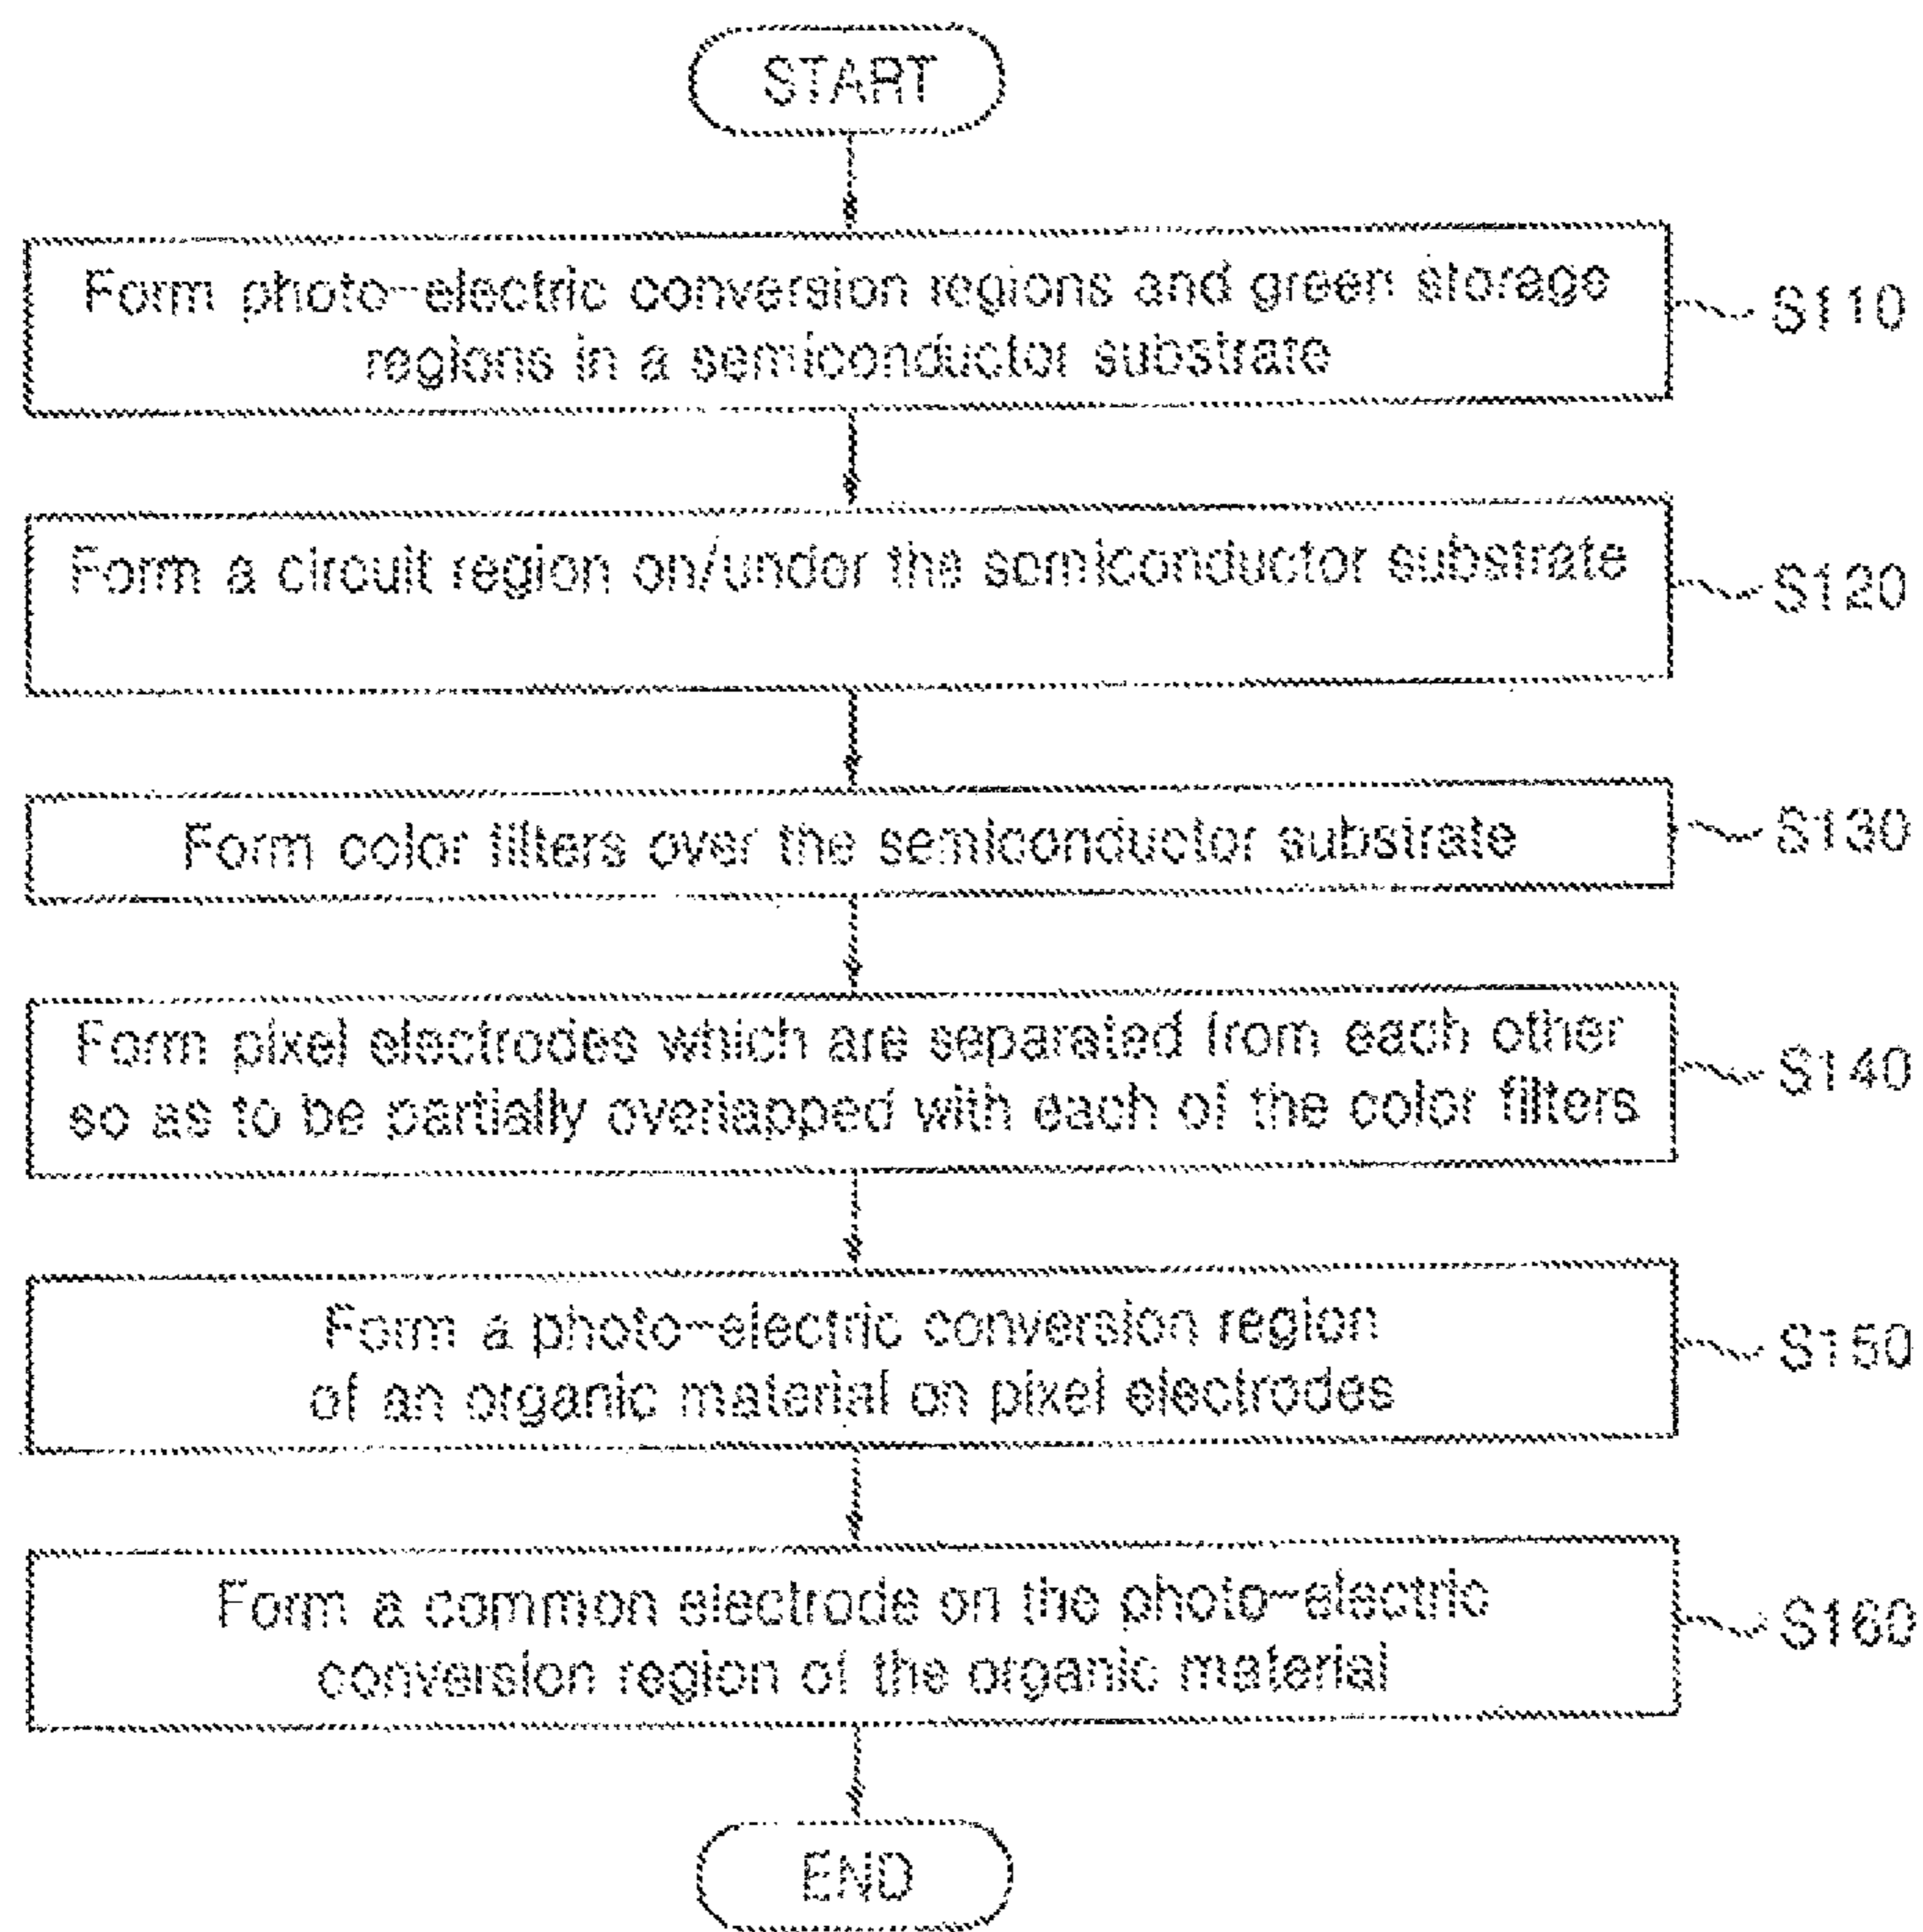 START
Form photo-electric conversion regions and green storage
regions in a semiconductor substrate
S110
Form a circuit region on/under the semiconductor substrate
S120
Form color filters over the semiconductor substrate
S130
Form pixel electrodes which are separated from each other
so as to be partially overlapped with each of the color filters
S140
Form a photo-electric conversion region
of an organic material on pixel electrodes
S150
Form a common electrode on the photo-electric
conversion region of the organic material
S160
END